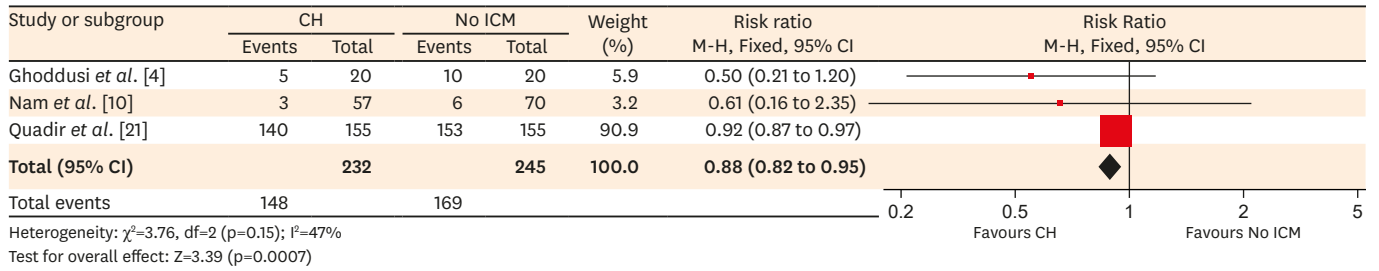 Study or subgroup CH No ICM Weight Risk ratio Risk Ratio
Events Total Events Total (%) M-H, Fixed, 95% CI M-H, Fixed, 95% CI
Ghoddusi et al. [4] 5 20 10 20 5.9 0.50 (0.21 to 1.20)
Nam et al. [10] 3 57 6 70 3.2 0.61 (0.16 to 2.35)
Quadir et al. [21] 140 155 153 155 90.9 0.92 (0.87 to 0.97)
Total (95% CI) 232 245 100.0 0.88 (0.82 to 0.95)
Total events 148 169
0.2 0.5 1 2 5
Heterogeneity: χ²=3.76, df=2 (p=0.15); I²=47%
Favours CH Favours No ICM
Test for overall effect: Z=3.39 (p=0.0007)